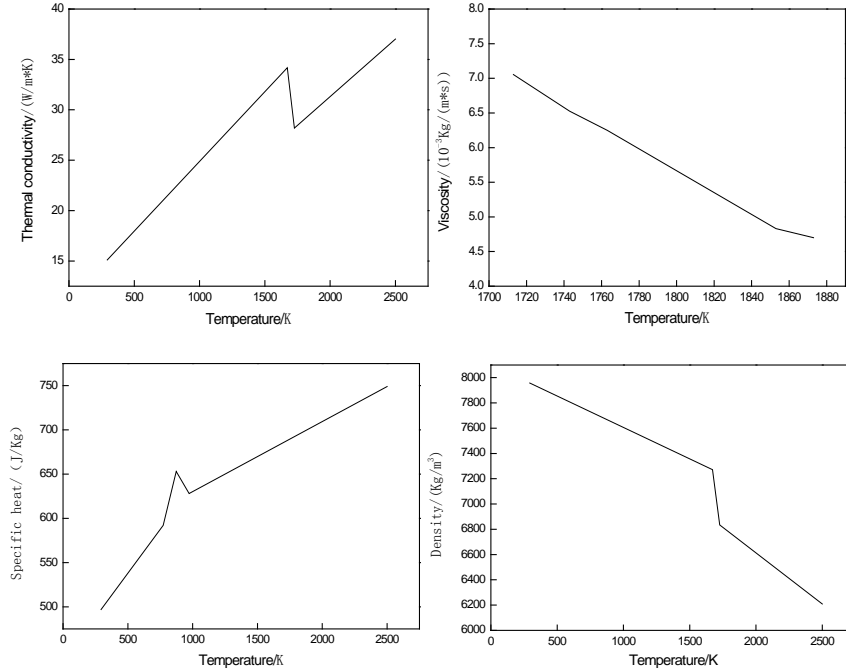 40
35
30
25
20
15
0 500 1000 1500 2000 2500
Thermal conductivity/(W/m*K)
Temperature/K
8.0
7.5
7.0
6.5
6.0
5.5
5.0
4.5
4.0
1700 1720 1740 1760 1780 1800 1820 1840 1860 1880
Viscosity/(10⁻³Kg/(m*s))
Temperature/K
750
700
650
600
550
500
0 500 1000 1500 2000 2500
Specific heat/ (J/Kg)
Temperature/K
8000
7800
7600
7400
7200
7000
6800
6600
6400
6200
6000
0 500 1000 1500 2000 2500
Density/(Kg/m³)
Temperature/K